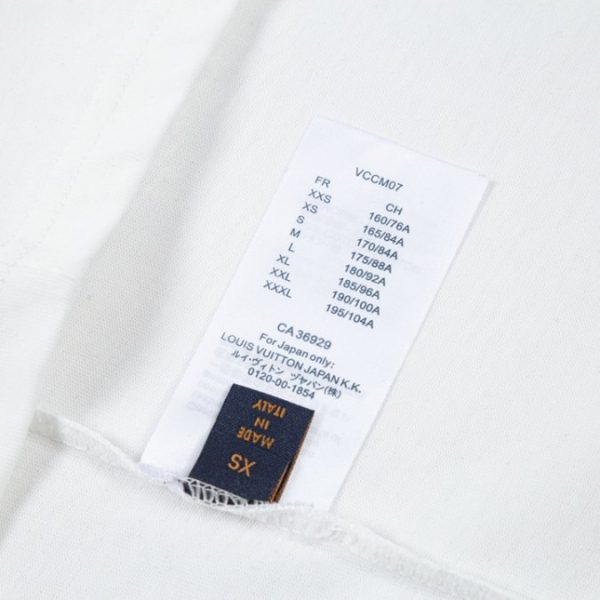 VCCM07
FR CH
XXS 160/76A
XS 165/84A
S 170/84A
M 175/88A
L 180/92A
XL 185/96A
XXL 190/100A
XXXL 195/104A
CA 36929
For Japan only:
LOUIS VUITTON JAPAN K.K.
ルイ・ヴィトン ヅヤパン(株)
0120-00-1854
XS
MADE
IN
ITALY